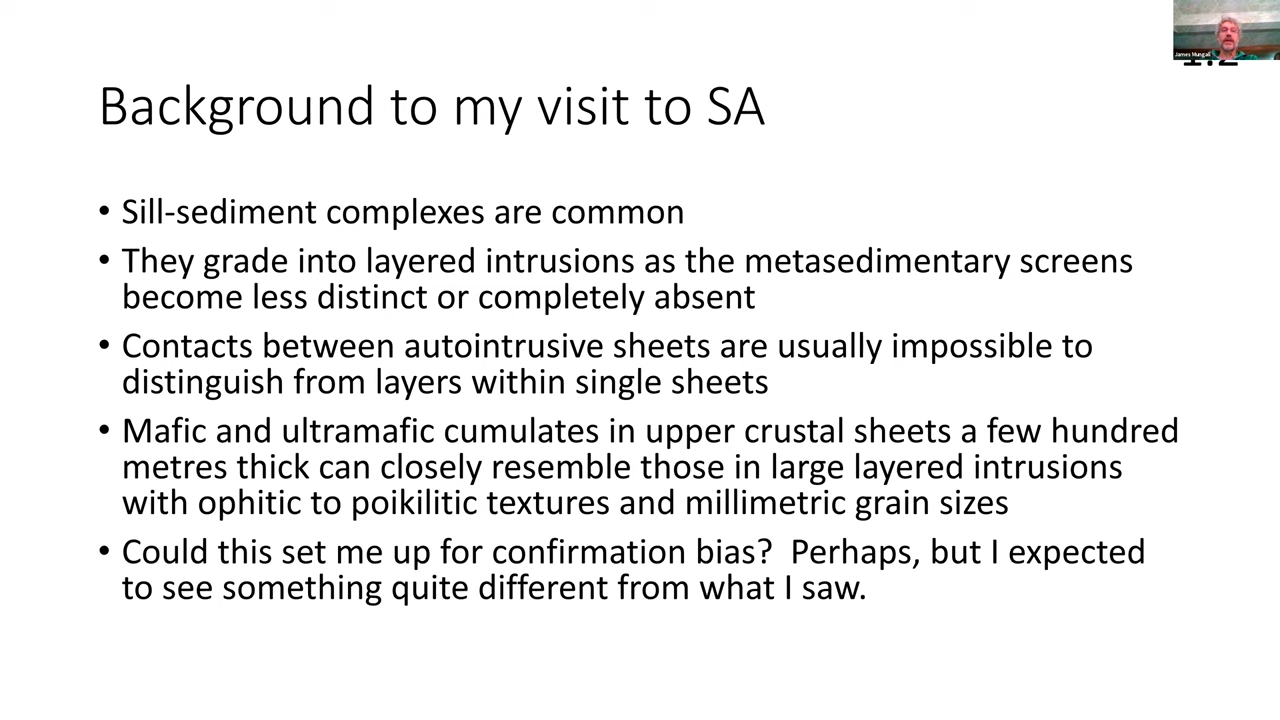 James Mungall
Background to my visit to SA
• Sill-sediment complexes are common
• They grade into layered intrusions as the metasedimentary screens
become less distinct or completely absent
• Contacts between autointrusive sheets are usually impossible to
distinguish from layers within single sheets
• Mafic and ultramafic cumulates in upper crustal sheets a few hundred
metres thick can closely resemble those in large layered intrusions
with ophitic to poikilitic textures and millimetric grain sizes
• Could this set me up for confirmation bias?  Perhaps, but I expected
to see something quite different from what I saw.